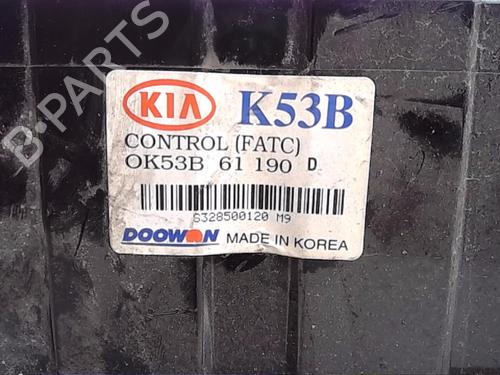 B-PARTS
KIA K53B
CONTROL (FATC)
OK53B 61 190 D
S328500120 M9
DOOWON MADE IN KOREA